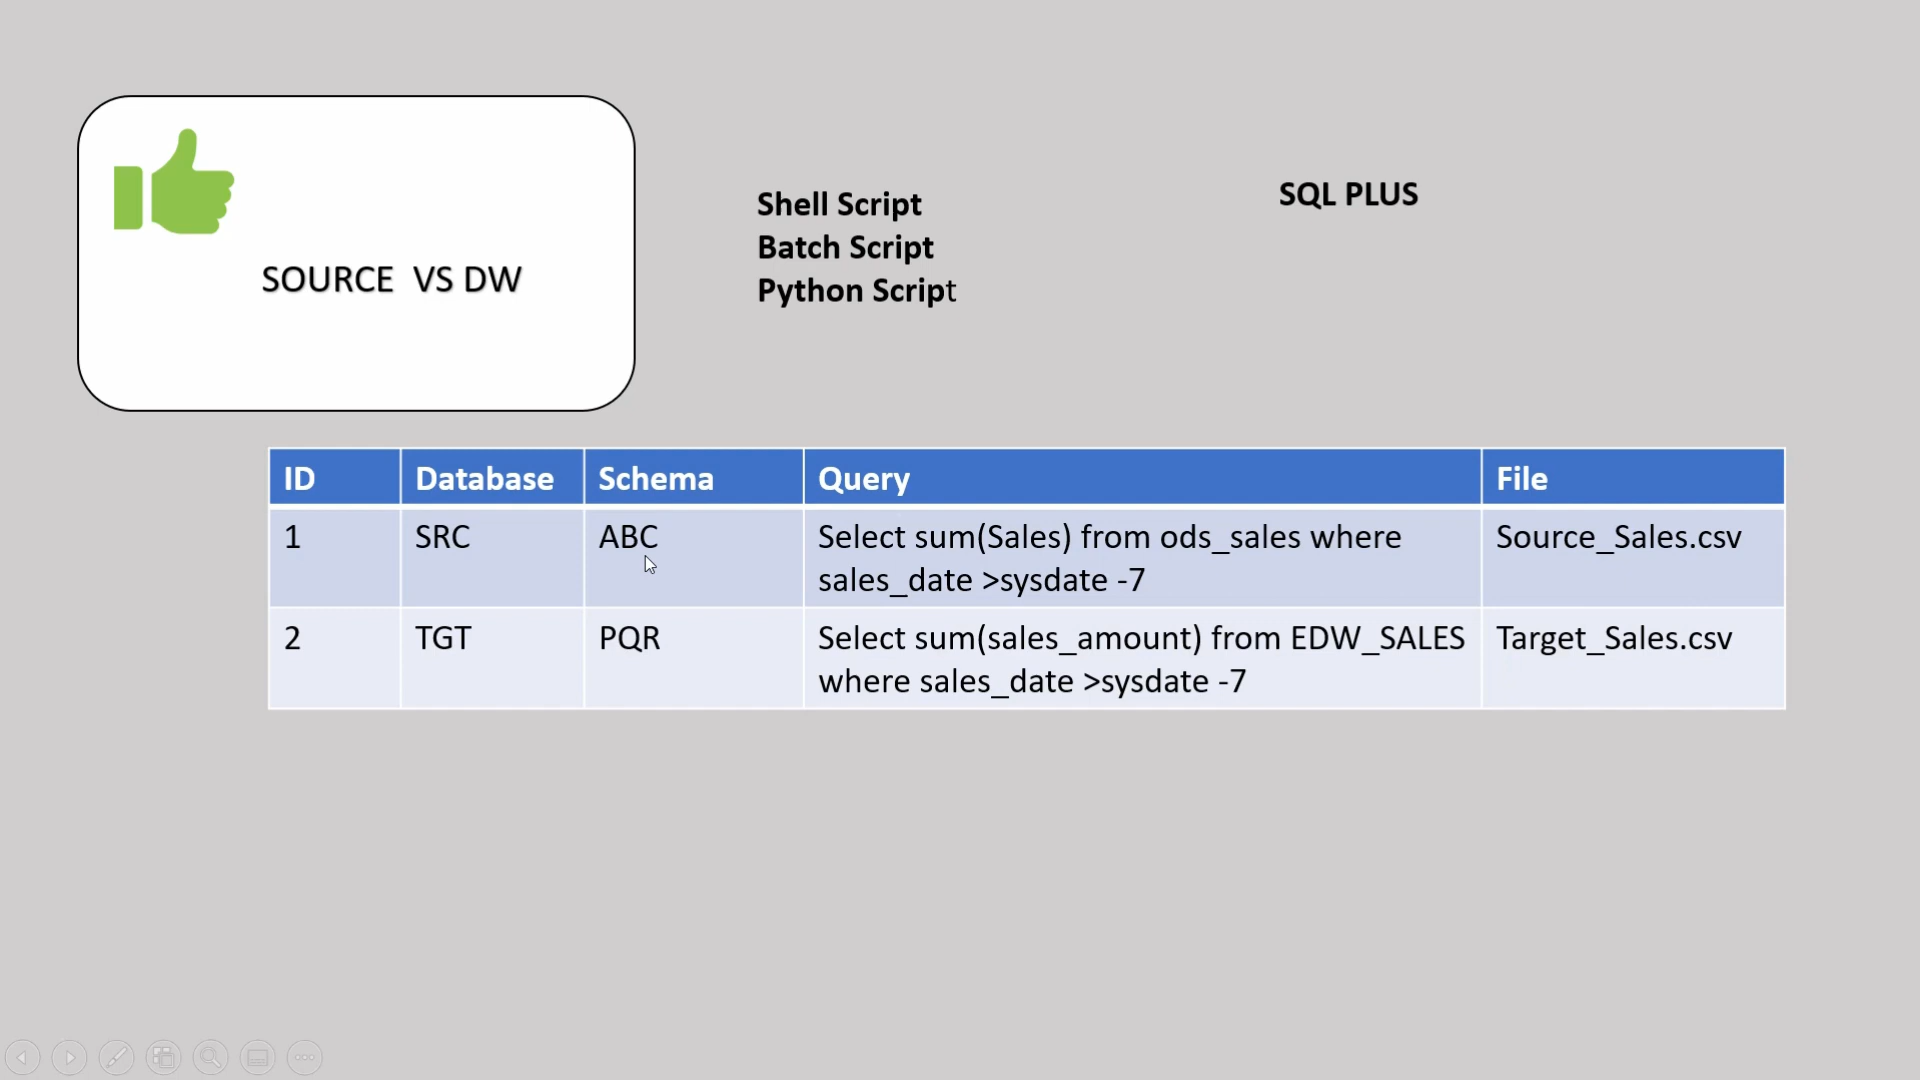 SOURCE  VS DW
Shell Script
Batch Script
Python Script
SQL PLUS
ID Database Schema Query File
1 SRC ABC Select sum(Sales) from ods_sales where Source_Sales.csv
sales_date >sysdate -7
2 TGT PQR Select sum(sales_amount) from EDW_SALES Target_Sales.csv
where sales_date >sysdate -7